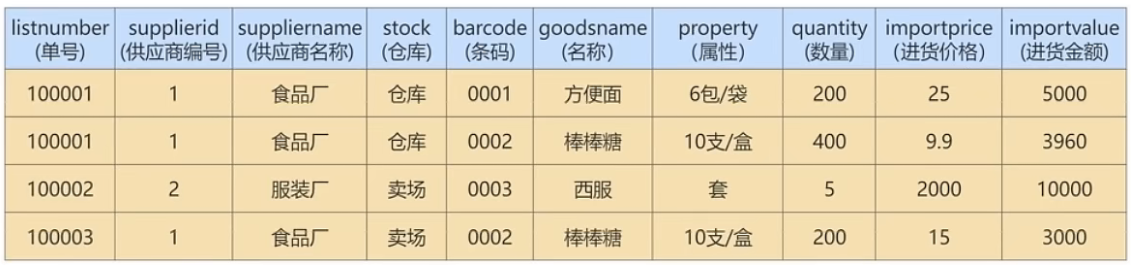 listnumber supplierid suppliername stock barcode goodsname property quantity importprice importvalue
(单号) (供应商编号) (供应商名称) (仓库) (条码) (名称) (属性) (数量) (进货价格) (进货金额)
100001 1 食品厂 仓库 0001 方便面 6包/袋 200 25 5000
100001 1 食品厂 仓库 0002 棒棒糖 10支/盒 400 9.9 3960
100002 2 服装厂 卖场 0003 西服 套 5 2000 10000
100003 1 食品厂 卖场 0002 棒棒糖 10支/盒 200 15 3000